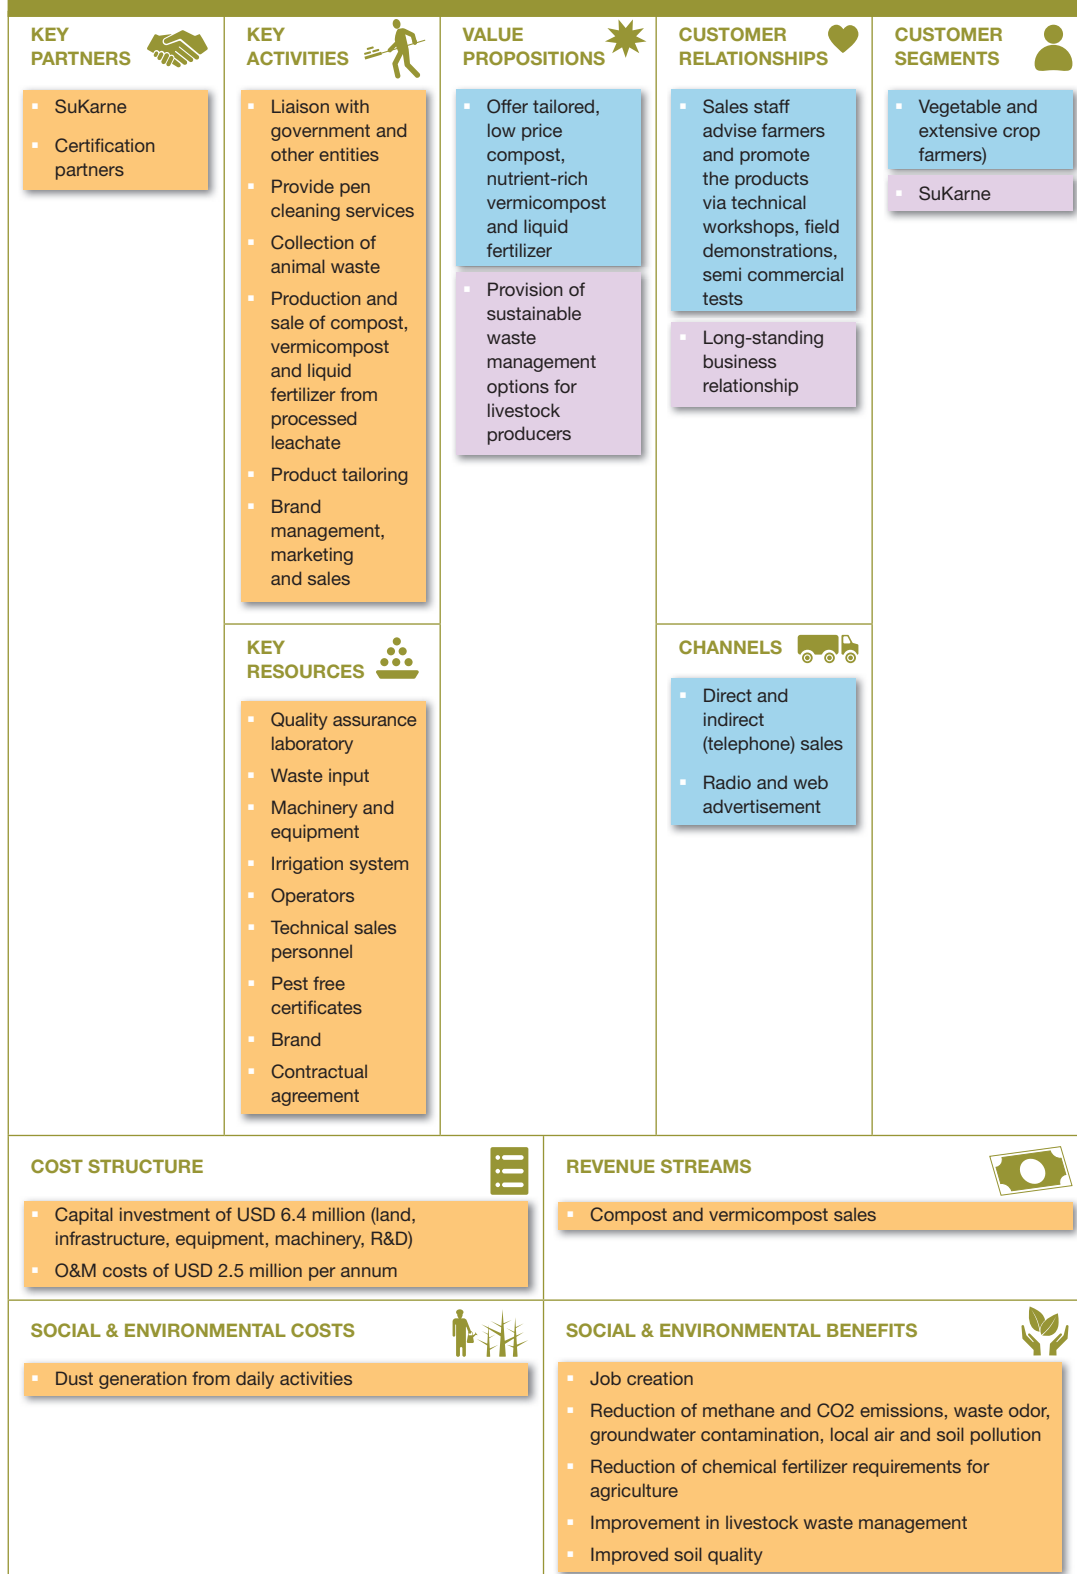 KEY
PARTNERS
SuKarne
Certification
partners
KEY
ACTIVITIES
Liaison with
government and
other entities
Provide pen
cleaning services
Collection of
animal waste
Production and
sale of compost,
vermicompost
and liquid
fertilizer from
processed
leachate
Product tailoring
Brand
management,
marketing
and sales
KEY
RESOURCES
Quality assurance
laboratory
Waste input
Machinery and
equipment
Irrigation system
Operators
Technical sales
personnel
Pest free
certificates
Brand
Contractual
agreement
VALUE
PROPOSITIONS
Offer tailored,
low price
compost,
nutrient-rich
vermicompost
and liquid
fertilizer
Provision of
sustainable
waste
management
options for
livestock
producers
CUSTOMER
RELATIONSHIPS
Sales staff
advise farmers
and promote
the products
via technical
workshops, field
demonstrations,
semi commercial
tests
Long-standing
business
relationship
CHANNELS
Direct and
indirect
(telephone) sales
Radio and web
advertisement
CUSTOMER
SEGMENTS
Vegetable and
extensive crop
farmers)
SuKarne
COST STRUCTURE
Capital investment of USD 6.4 million (land,
infrastructure, equipment, machinery, R&D)
O&M costs of USD 2.5 million per annum
REVENUE STREAMS
Compost and vermicompost sales
SOCIAL & ENVIRONMENTAL COSTS
Dust generation from daily activities
SOCIAL & ENVIRONMENTAL BENEFITS
Job creation
Reduction of methane and CO2 emissions, waste odor,
groundwater contamination, local air and soil pollution
Reduction of chemical fertilizer requirements for
agriculture
Improvement in livestock waste management
Improved soil quality